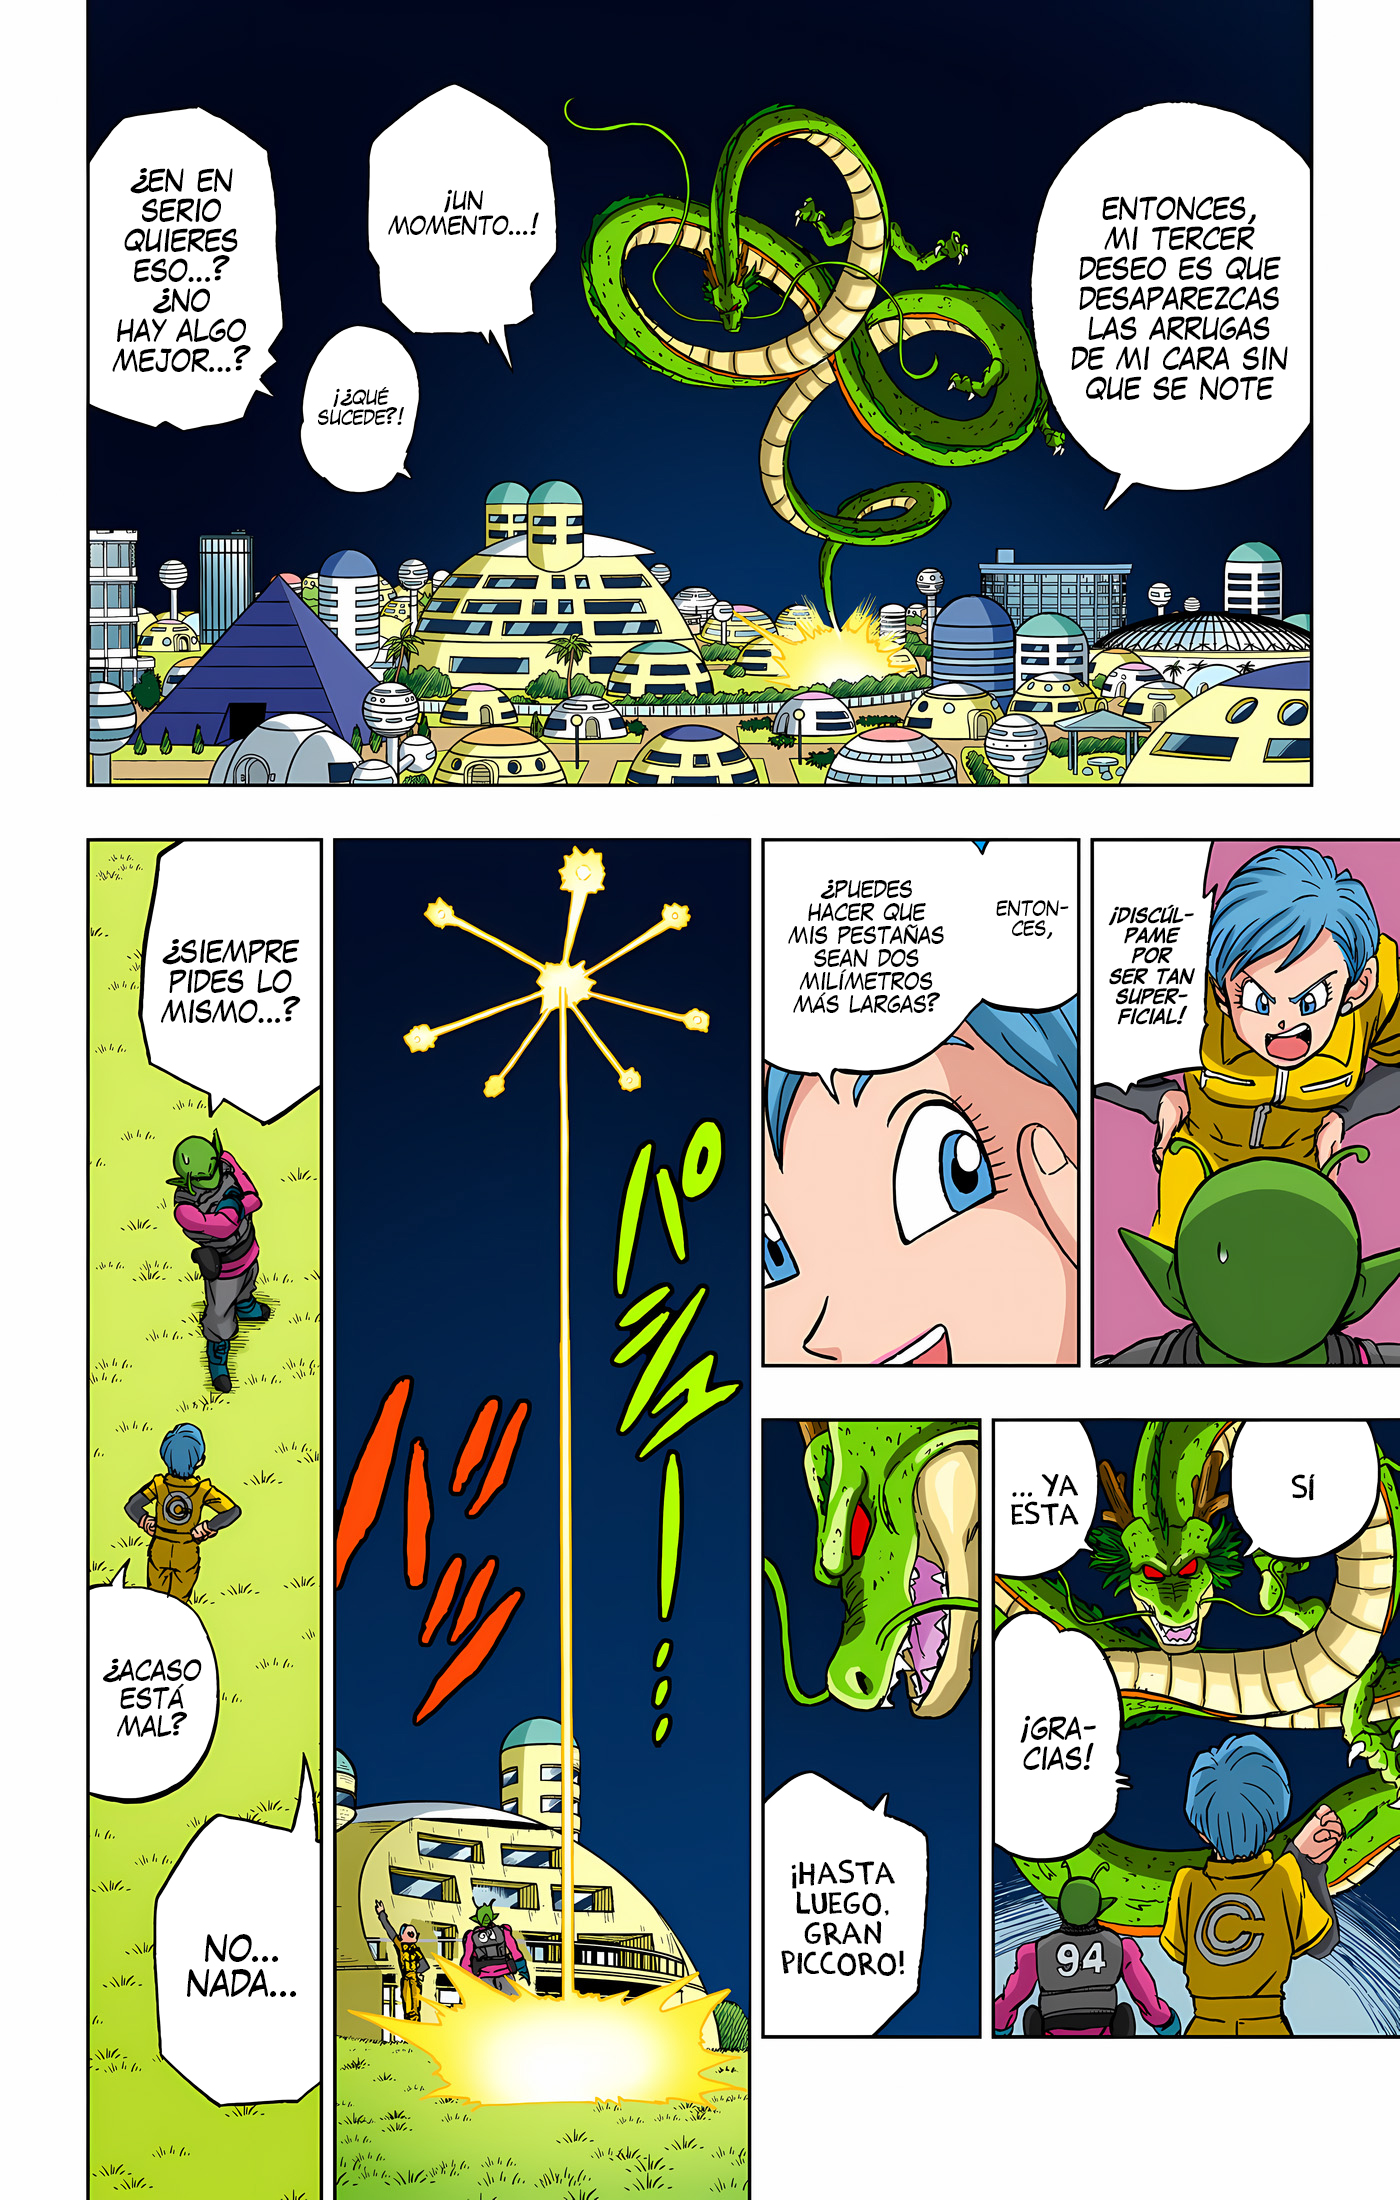 ENTONCES,
MI TERCER
DESEO ES QUE
DESAPAREZCAS
LAS ARRUGAS
DE MI CARA SIN
QUE SE NOTE
¡UN
MOMENTO...!
¡¿QUÉ
SUCEDE?!
¿EN EN
SERIO
QUIERES
ESO...?
¿NO
HAY ALGO
MEJOR...?
¡DISCÚL-
PAME
POR
SER TAN
SUPER-
FICIAL!
ENTON-
CES,
¿PUEDES
HACER QUE
MIS PESTAÑAS
SEAN DOS
MILÍMETROS
MÁS LARGAS?
SÍ
... YA
ESTA
¡GRA-
CIAS!
94
C
¡HASTA
LUEGO,
GRAN
PICCORO!
パシューー...
バッ
¿SIEMPRE
PIDES LO
MISMO...?
¿ACASO
ESTÁ
MAL?
NO...
NADA...